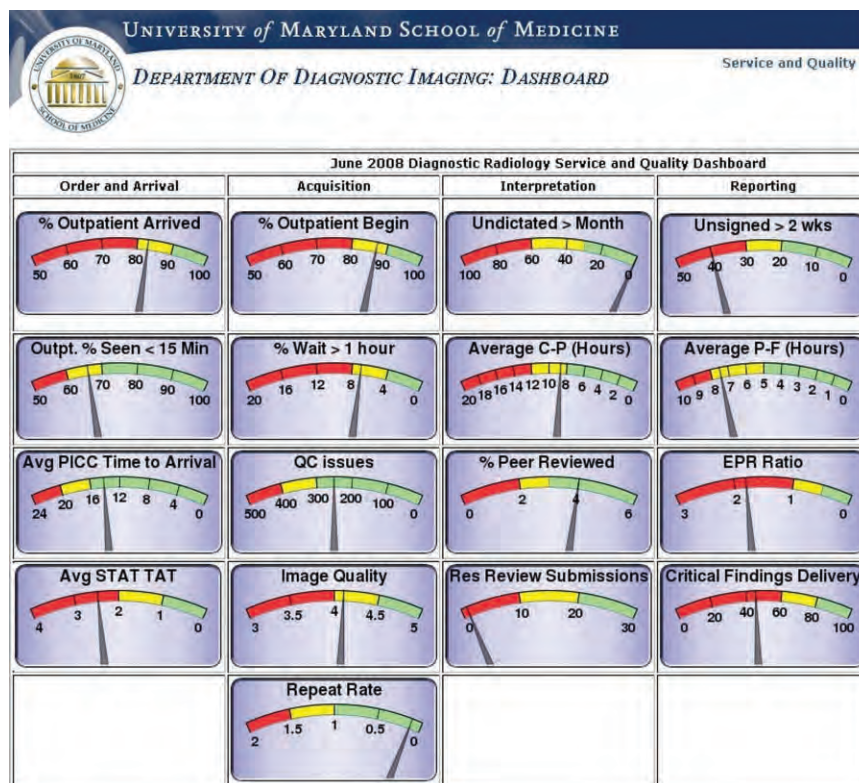 UNIVERSITY of MARYLAND SCHOOL of MEDICINE
UNIVERSITY OF MARYLAND
1807
SCHOOL OF MEDICINE
DEPARTMENT OF DIAGNOSTIC IMAGING: DASHBOARD
Service and Quality
June 2008 Diagnostic Radiology Service and Quality Dashboard
Order and Arrival Acquisition Interpretation Reporting
% Outpatient Arrived
50 60 70 80 90 100
% Outpatient Begin
50 60 70 80 90 100
Undictated > Month
100 80 60 40 20 0
Unsigned > 2 wks
50 40 30 20 10 0
Outpt. % Seen < 15 Min
50 60 70 80 90 100
% Wait > 1 hour
20 16 12 8 4 0
Average C-P (Hours)
20 18 16 14 12 10 8 6 4 2 0
Average P-F (Hours)
10 9 8 7 6 5 4 3 2 1 0
Avg PICC Time to Arrival
24 20 16 12 8 4 0
QC issues
500 400 300 200 100 0
% Peer Reviewed
0 2 4 6
EPR Ratio
3 2 1 0
Avg STAT TAT
4 3 2 1 0
Image Quality
3 3.5 4 4.5 5
Res Review Submissions
0 10 20 30
Critical Findings Delivery
0 20 40 60 80 100
Repeat Rate
2 1.5 1 0.5 0